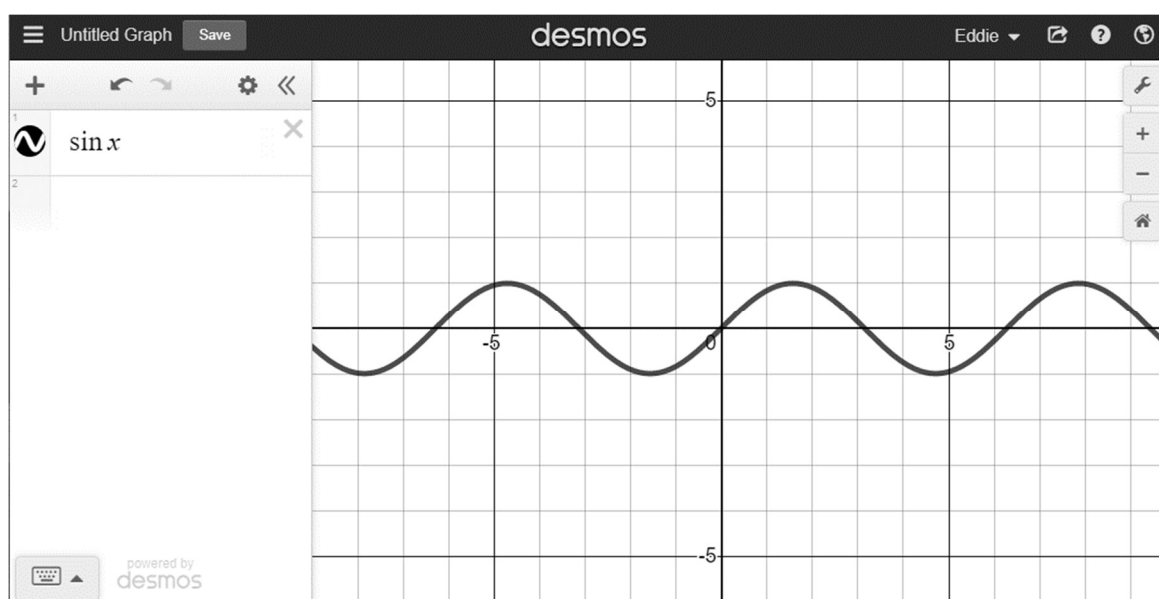 Untitled Graph Save desmos Eddie
1
sin x
2
5
-5 0 5
-5
powered by
desmos